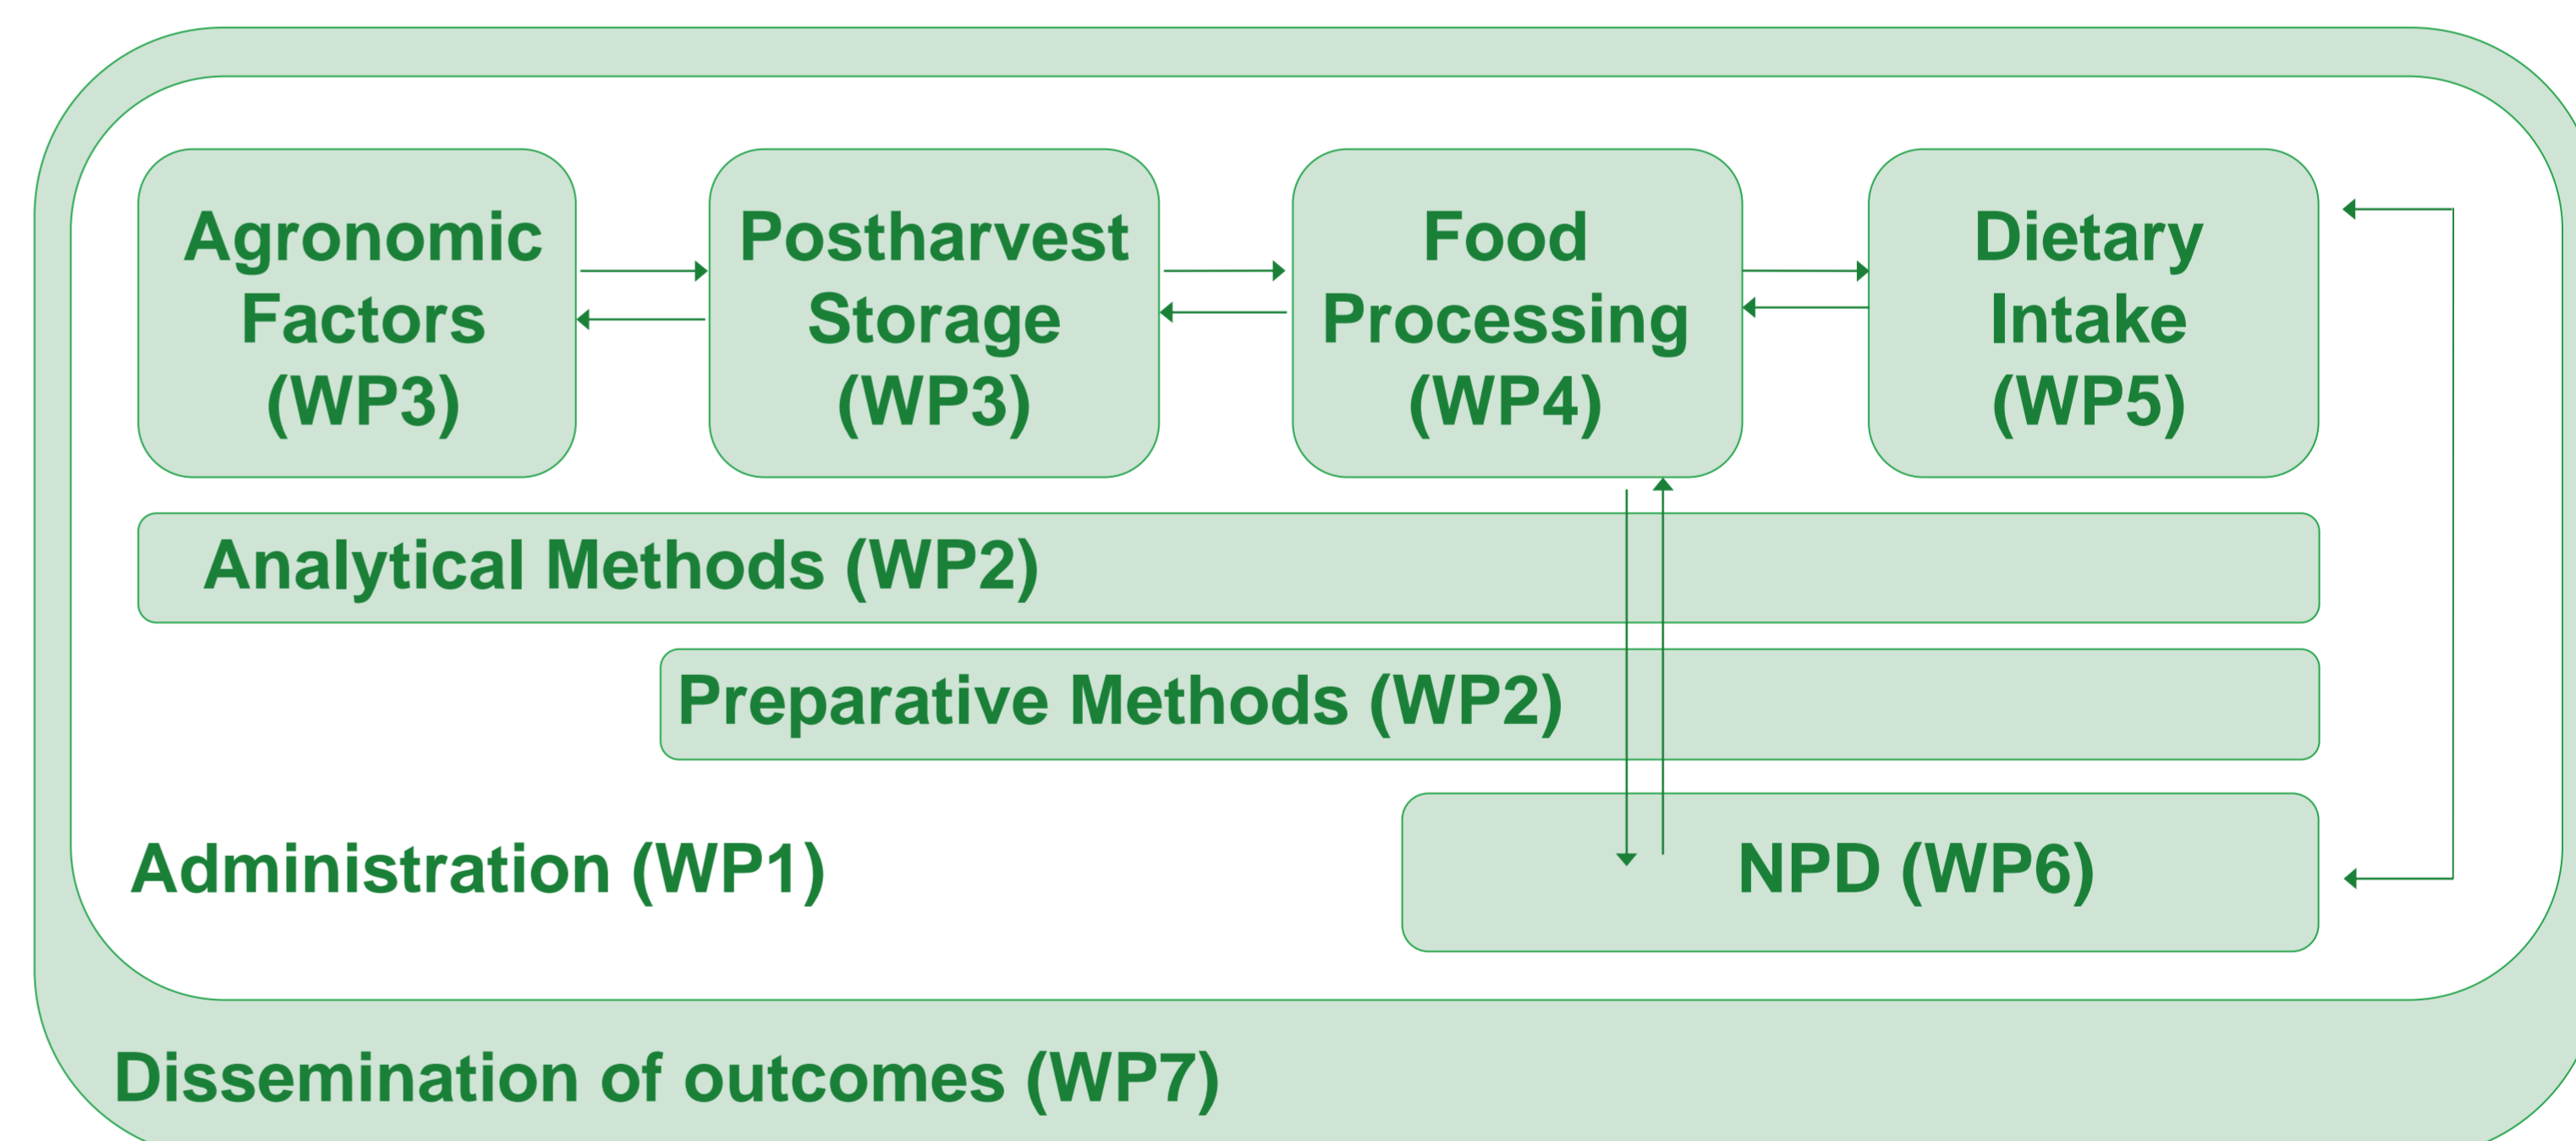 Agronomic
Factors
(WP3)
Postharvest
Storage
(WP3)
Food
Processing
(WP4)
Dietary
Intake
(WP5)
Analytical Methods (WP2)
Preparative Methods (WP2)
Administration (WP1)
NPD (WP6)
Dissemination of outcomes (WP7)